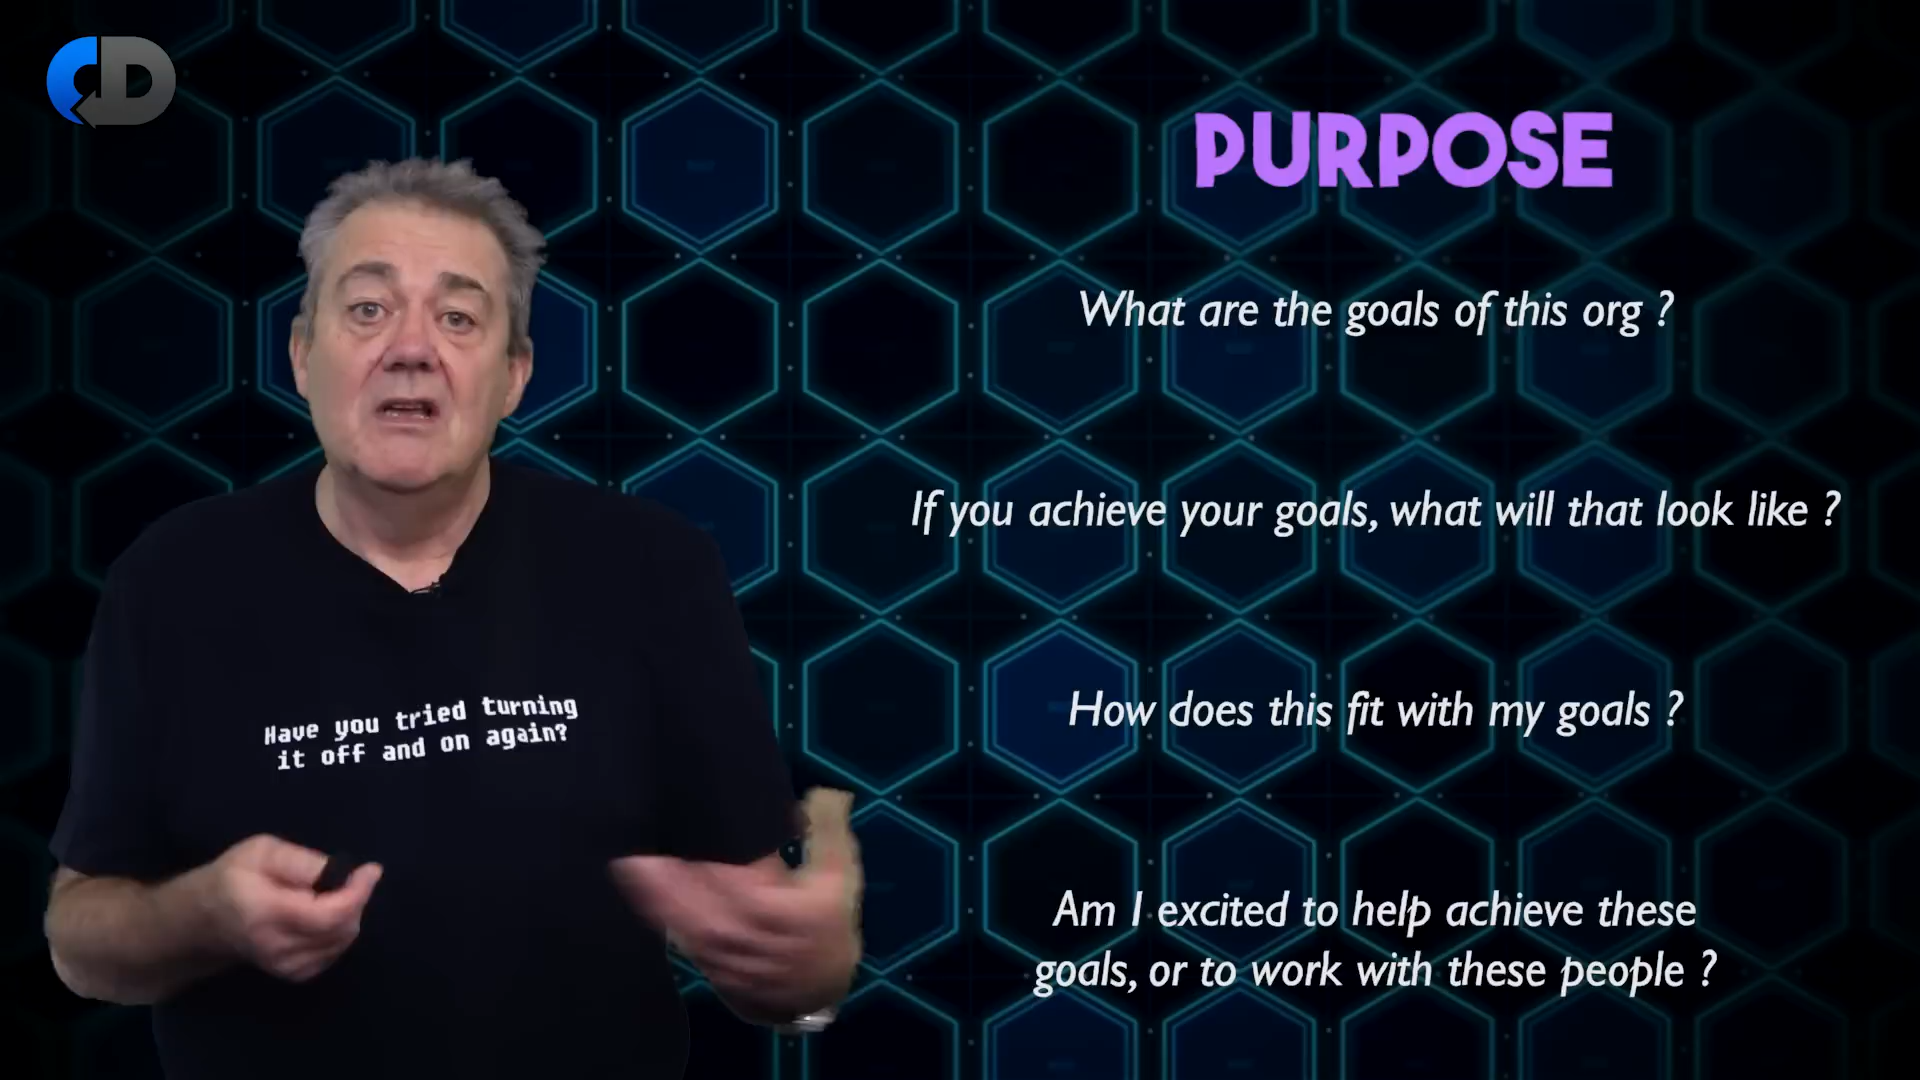 CD
PURPOSE
What are the goals of this org ?
If you achieve your goals, what will that look like ?
How does this fit with my goals ?
Am I excited to help achieve these
goals, or to work with these people ?
Have you tried turning
it off and on again?